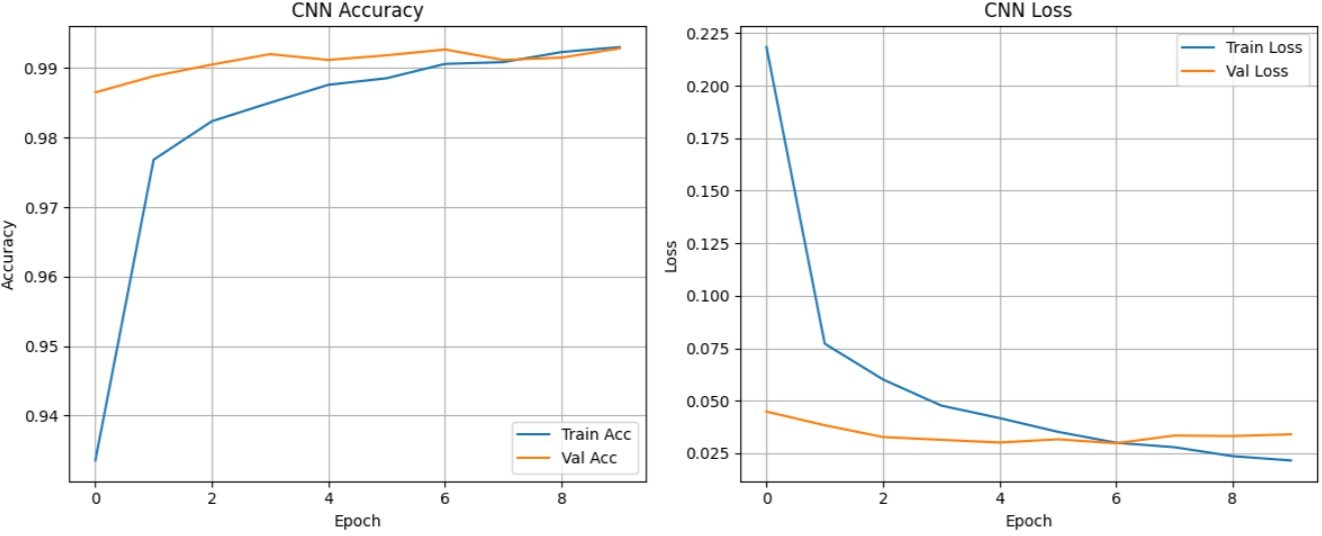 CNN Accuracy
Accuracy
0.99
0.98
0.97
0.96
0.95
0.94
Train Acc
Val Acc
0 2 4 6 8
Epoch
CNN Loss
Loss
0.225
0.200
0.175
0.150
0.125
0.100
0.075
0.050
0.025
Train Loss
Val Loss
0 2 4 6 8
Epoch